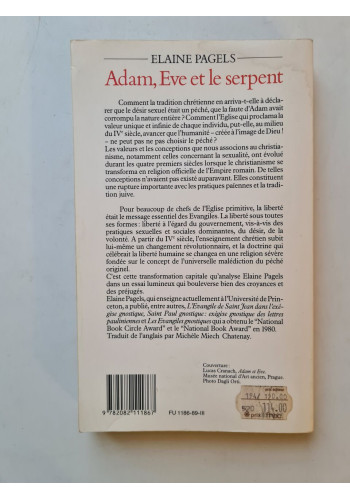 ELAINE PAGELS
Adam, Eve et le serpent
Comment la tradition chrétienne en arriva-t-elle à décla-
rer que le désir sexuel était un péché, que la faute d'Adam avait
corrompu la nature entière ? Comment l'Eglise qui proclama la
valeur unique et infinie de chaque individu, put-elle, au milieu
du IVe siècle, avancer que l'humanité – créée à l'image de Dieu !
– ne peut pas ne pas choisir le péché ?
Les valeurs et les conceptions que nous associons au christia-
nisme, notamment celles concernant la sexualité, ont évolué
durant les quatre premiers siècles lorsque le christianisme se
transforma en religion officielle de l'Empire romain. De telles
conceptions n'avaient pas existé auparavant. Elles constituent
une rupture importante avec les pratiques païennes et la tradi-
tion juive.
Pour beaucoup de chefs de l'Eglise primitive, la liberté
était le message essentiel des Evangiles. La liberté sous toutes
ses formes : liberté à l'égard du gouvernement, vis-à-vis des
pratiques sexuelles et sociales dominantes, du désir, de la
volonté. A partir du IVe siècle, l'enseignement chrétien subit
lui-même un changement révolutionnaire, et la doctrine qui
célébrait la liberté humaine se changea en une religion sévère
fondée sur le concept de l'universelle malédiction du péché
originel.
C'est cette transformation capitale qu'analyse Elaine Pagels
dans un essai lumineux qui bouleverse bien des croyances et
des préjugés.
Elaine Pagels, qui enseigne actuellement à l'Université de Prin-
ceton, a publié, entre autres, L'Evangile de Saint Jean dans l'exé-
gèse gnostique, Saint Paul gnostique : exégèse gnostique des lettres
pauliniennes et Les Evangiles gnostiques qui a obtenu le "National
Book Circle Award" et le "National Book Award" en 1980.
Traduit de l'anglais par Michèle Miech Chatenay.
Couverture :
Lucas Cranach, Adam et Eve.
Musée national d'Art ancien, Prague.
Photo Dagli Orti.
9 782082 111867
FU 1186-89-III
114.00